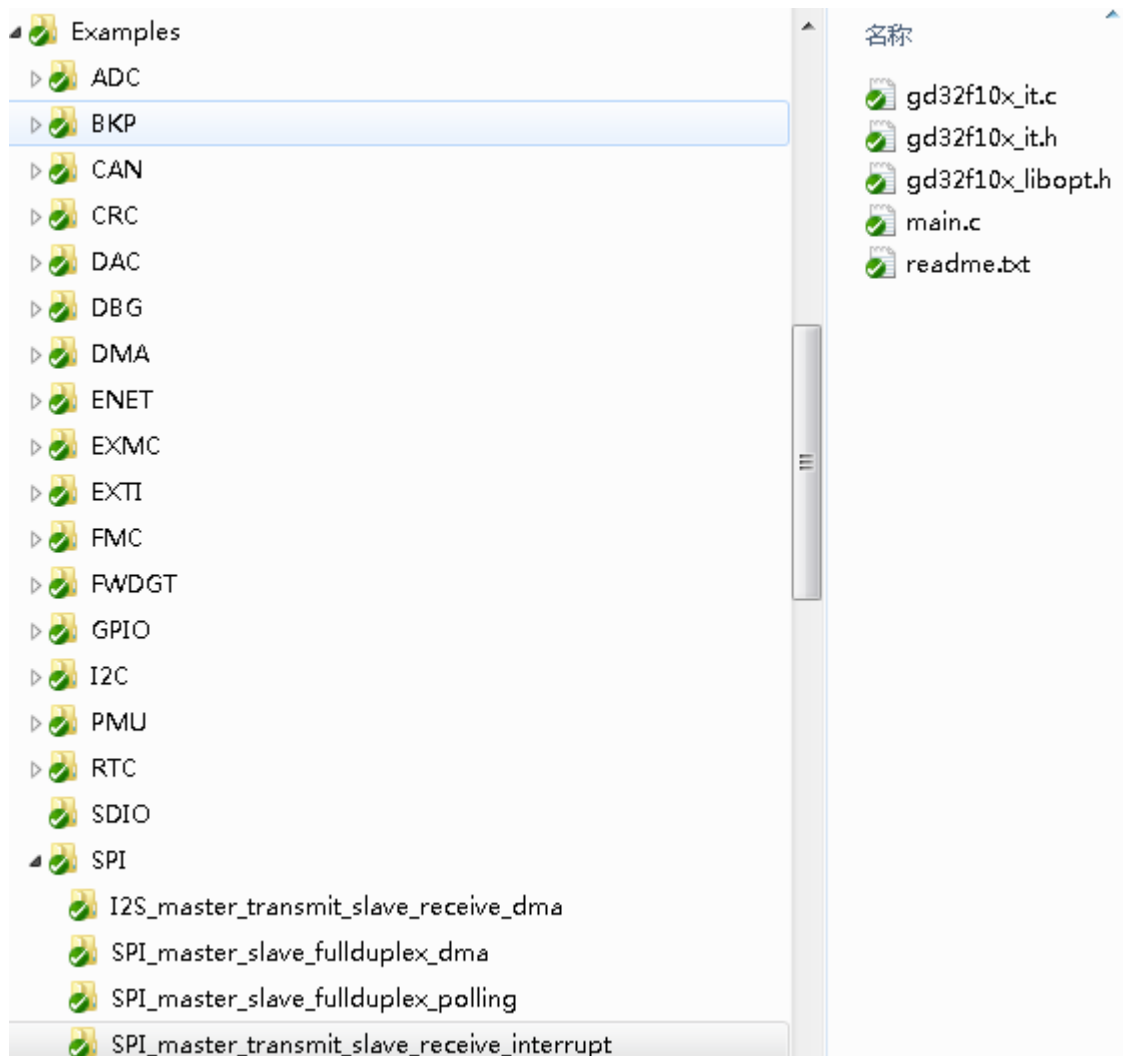 Examples
ADC
BKP
CAN
CRC
DAC
DBG
DMA
ENET
EXMC
EXTI
FMC
FWDGT
GPIO
I2C
PMU
RTC
SDIO
SPI
I2S_master_transmit_slave_receive_dma
SPI_master_slave_fullduplex_dma
SPI_master_slave_fullduplex_polling
SPI_master_transmit_slave_receive_interrupt
名称
gd32f10x_it.c
gd32f10x_it.h
gd32f10x_libopt.h
main.c
readme.txt